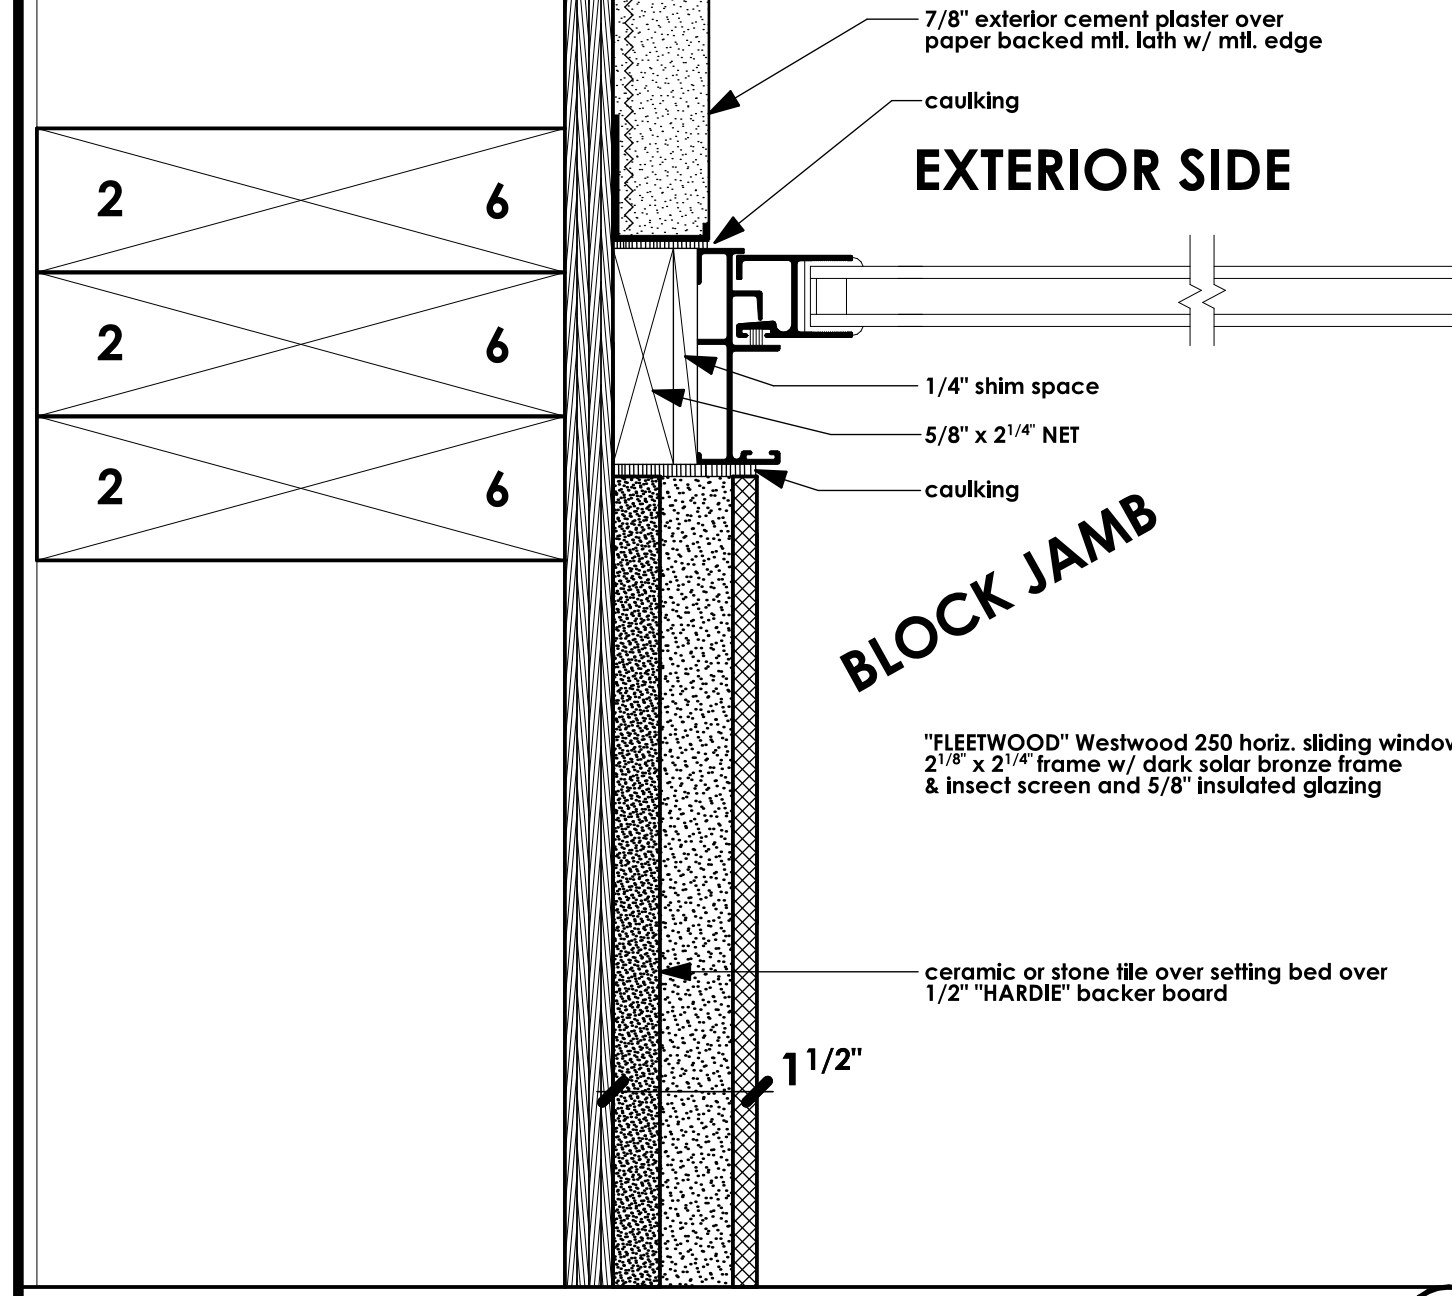 7/8" exterior cement plaster over
paper backed mtl. lath w/ mtl. edge
caulking
EXTERIOR SIDE
2 6
2 6
1/4" shim space
5/8" x 2 1/4" NET
2 6
caulking
BLOCK JAMB
"FLEETWOOD" Westwood 250 horiz. sliding window
2 1/8" x 2 1/4" frame w/ dark solar bronze frame
& insect screen and 5/8" insulated glazing
ceramic or stone tile over setting bed over
1/2" "HARDIE" backer board
1 1/2"